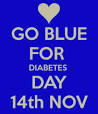 GO BLUE
FOR
DIABETES
DAY
14th NOV